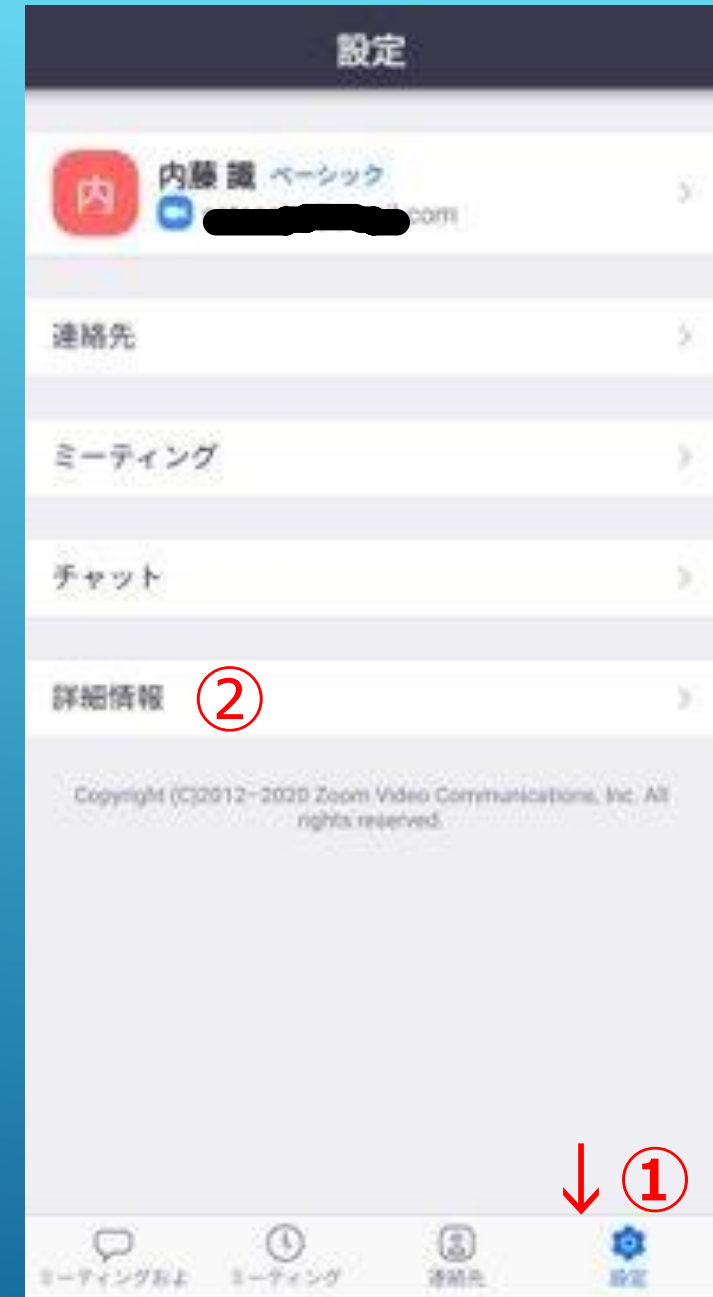 設定
内
内藤 識 ベーシック
com
連絡先
ミーティング
チャット
詳細情報 ②
Copyright (C)2012-2020 Zoom Video Communications, Inc. All
rights reserved.
↓ ①
ミーティングおよ ミーティング 連絡先 設定